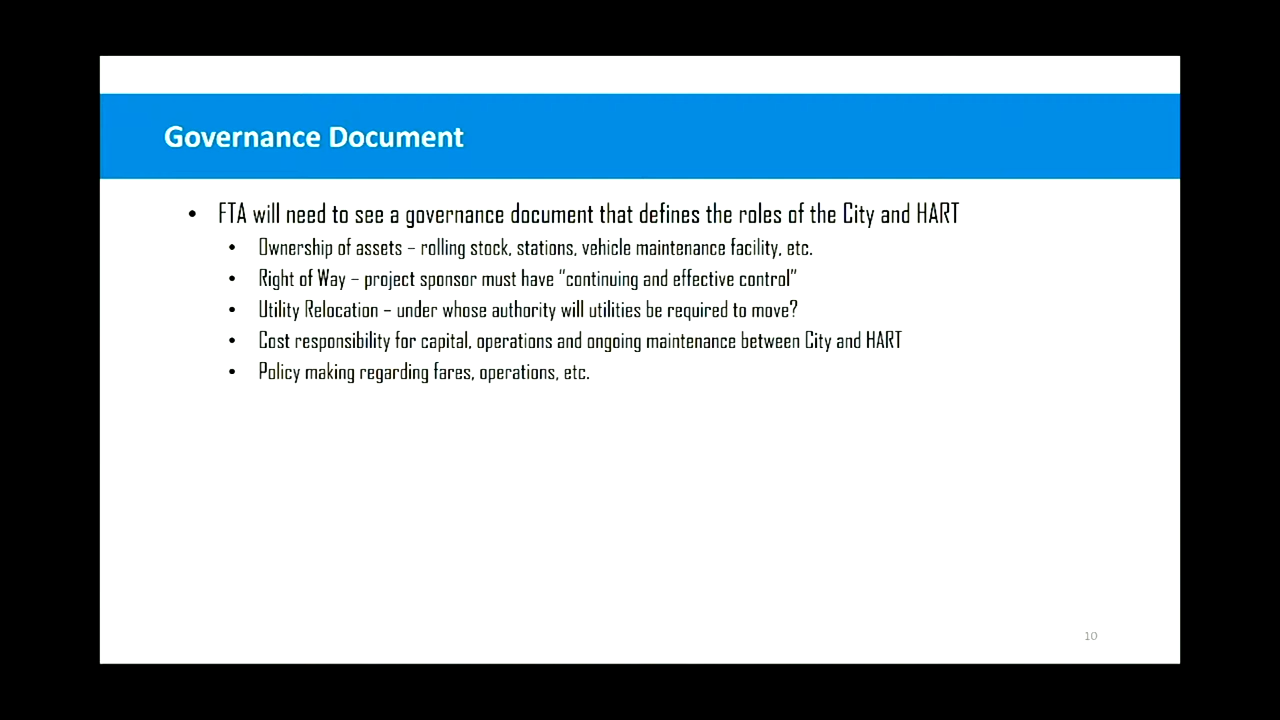 Governance Document
• FTA will need to see a governance document that defines the roles of the City and HART
• Ownership of assets – rolling stock, stations, vehicle maintenance facility, etc.
• Right of Way – project sponsor must have "continuing and effective control"
• Utility Relocation – under whose authority will utilities be required to move?
• Cost responsibility for capital, operations and ongoing maintenance between City and HART
• Policy making regarding fares, operations, etc.
10